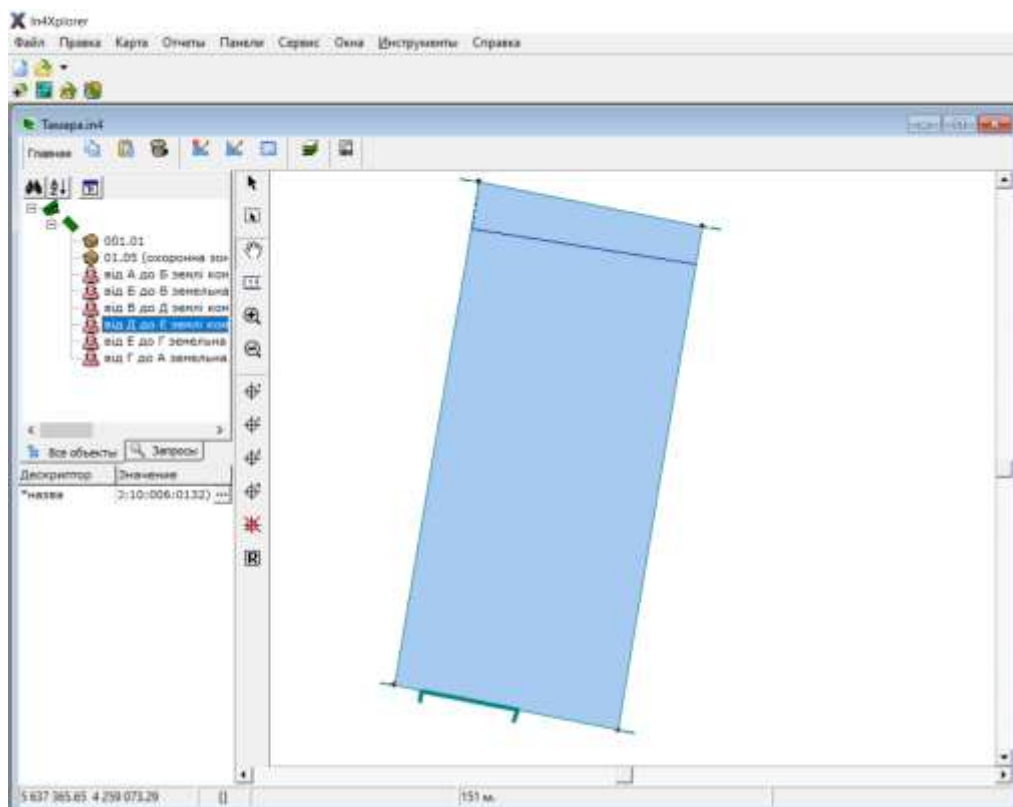 In4Xplorer
Файл Правка Карта Отчеты Панели Сервис Окна Инструменты Справка
Тамара.in4
Главная
001.01
01.05 (охоронна зон
від А до Б землі ком
від Б до В земельна
від В до Д землі ком
від Д до Е землі ком
від Е до Г земельна
від Г до А земельна
Все объекты Запросы
Дескриптор Значение
*назва 2:10:006:0132) ...
5 637 365.65 4 259 073.29 [] 151 м.